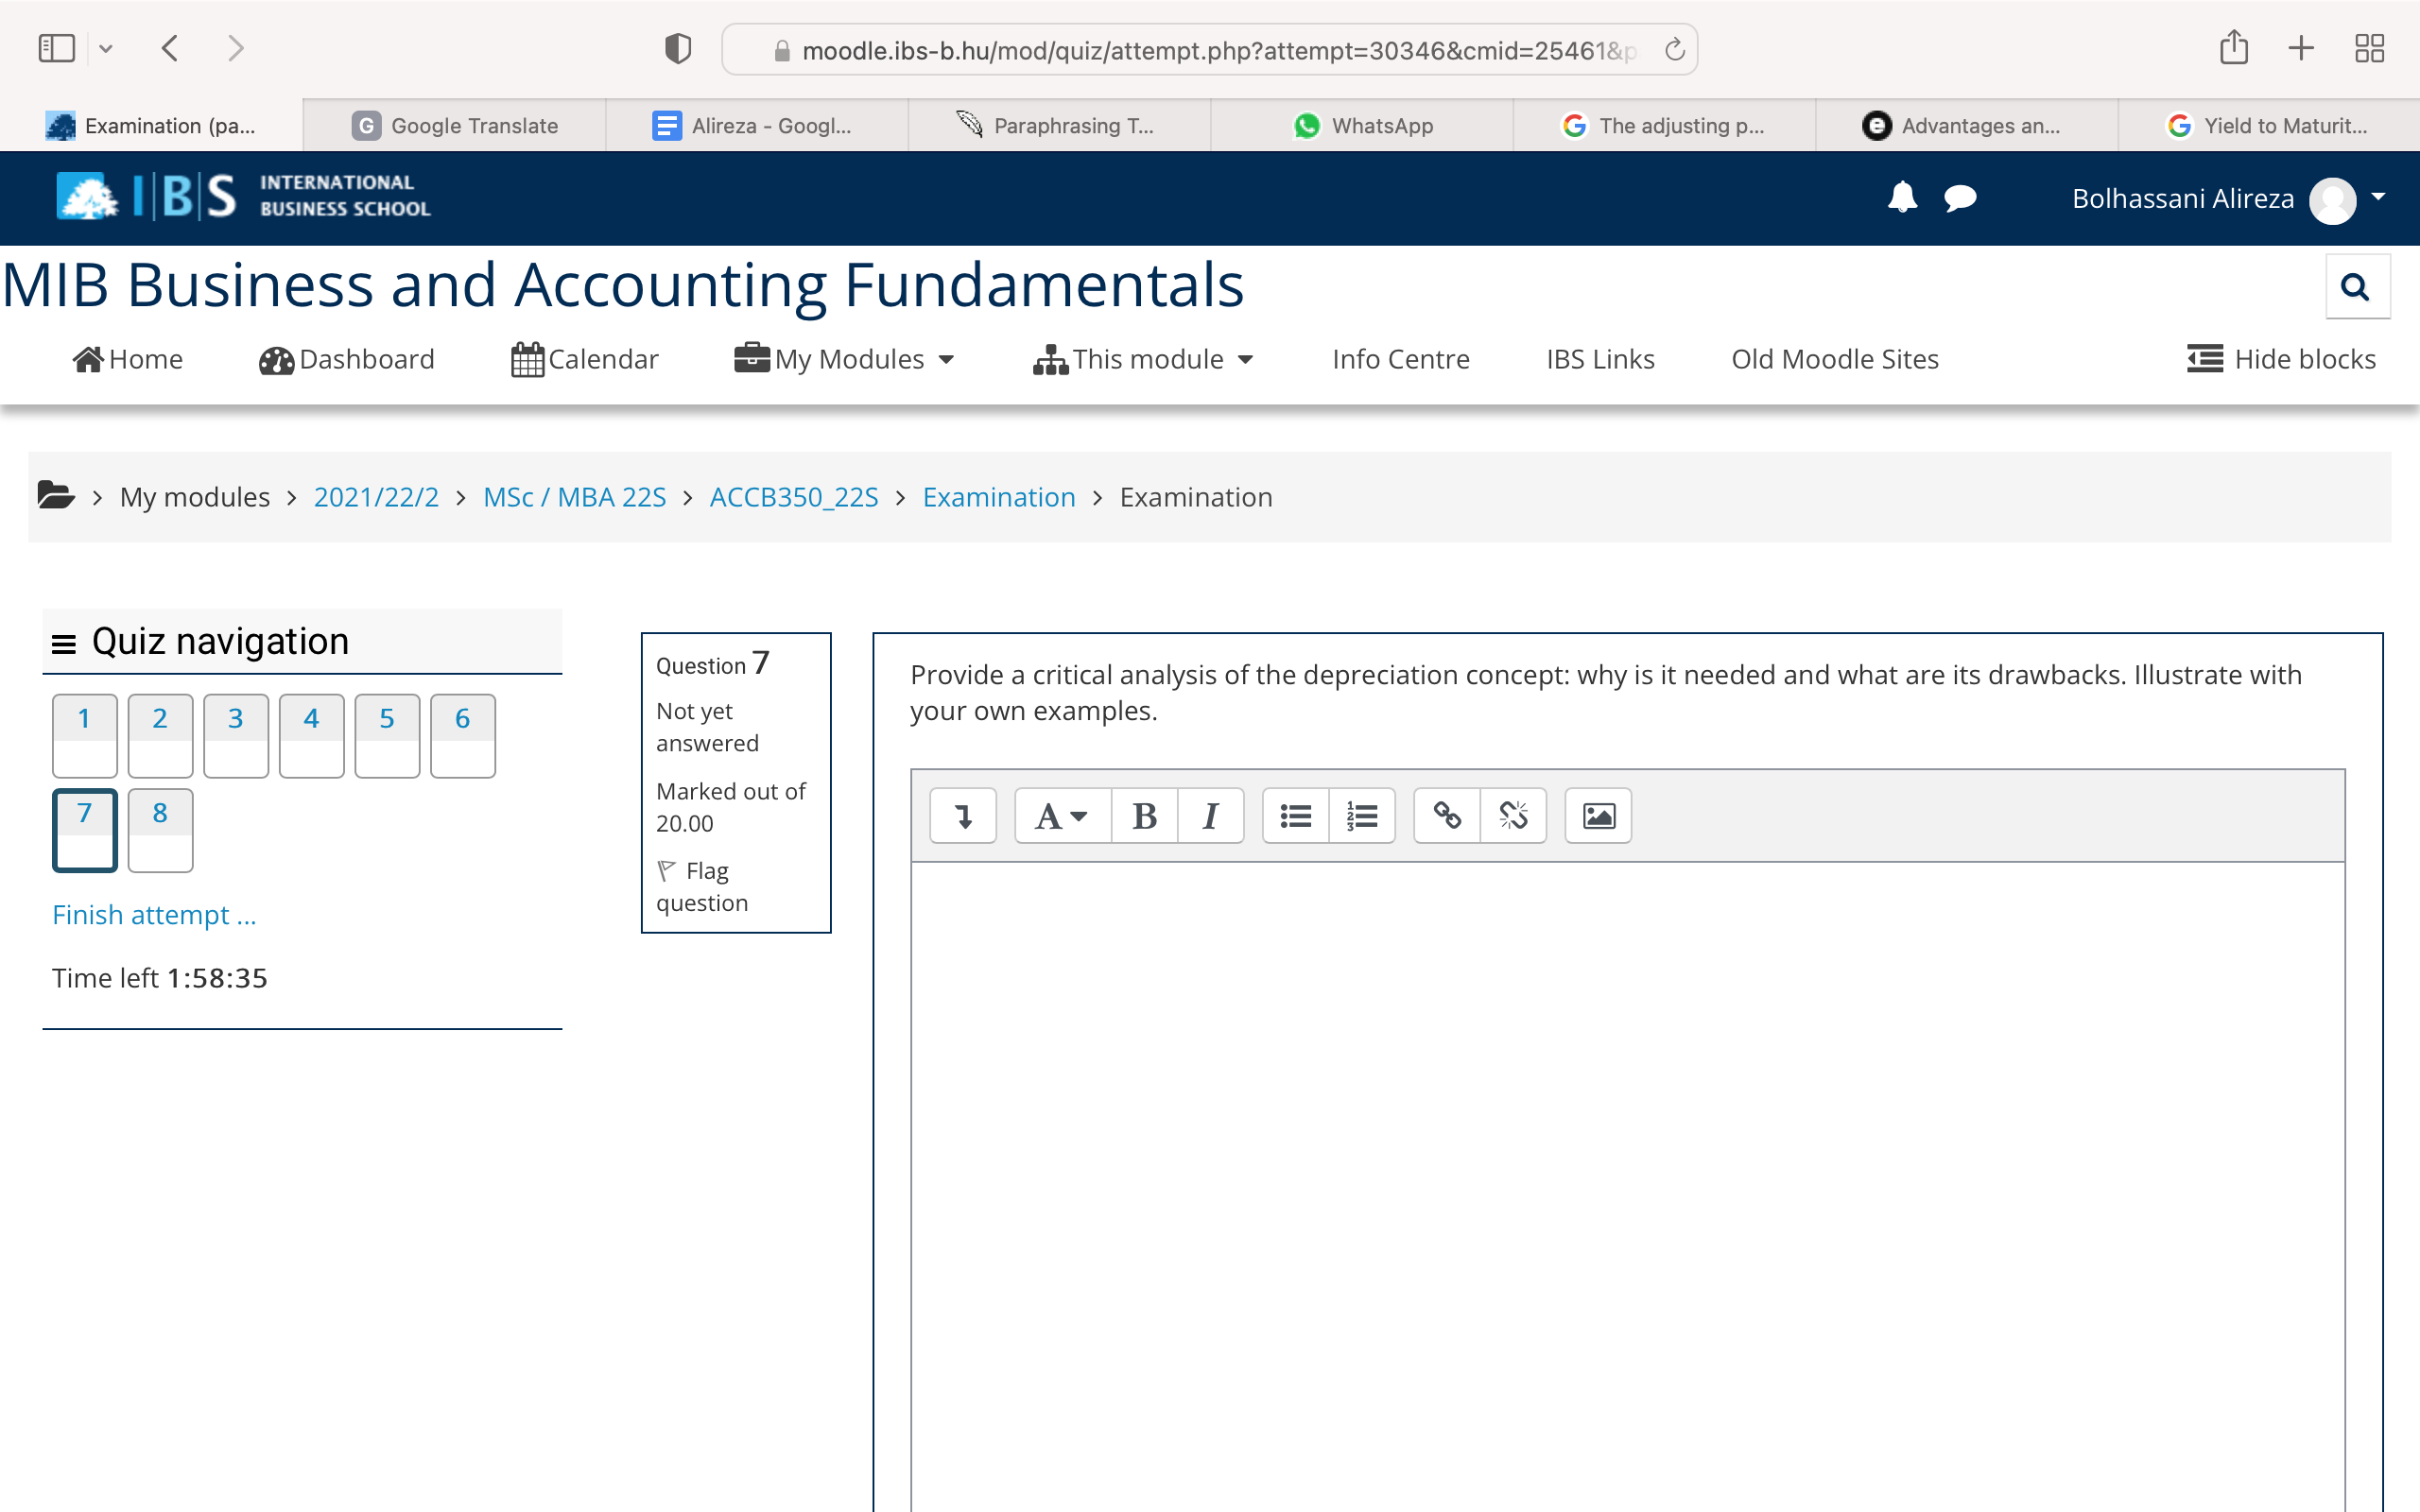 moodle.ibs-b.hu/mod/quiz/attempt.php?attempt=30346&cmid=25461&p
Examination (pa...
G Google Translate
Alireza - Googl...
Paraphrasing T...
WhatsApp
The adjusting p...
Advantages an...
Yield to Maturit...
IBS INTERNATIONAL
BUSINESS SCHOOL
Bolhassani Alireza
MIB Business and Accounting Fundamentals
Home
Dashboard
Calendar
My Modules
This module
Info Centre
IBS Links
Old Moodle Sites
Hide blocks
> My modules > 2021/22/2 > MSc / MBA 22S > ACCB350_22S > Examination > Examination
Quiz navigation
1 2 3 4 5 6
7 8
Finish attempt ...
Time left 1:58:35
Question 7
Not yet
answered
Marked out of
20.00
Flag
question
Provide a critical analysis of the depreciation concept: why is it needed and what are its drawbacks. Illustrate with
your own examples.
A B I